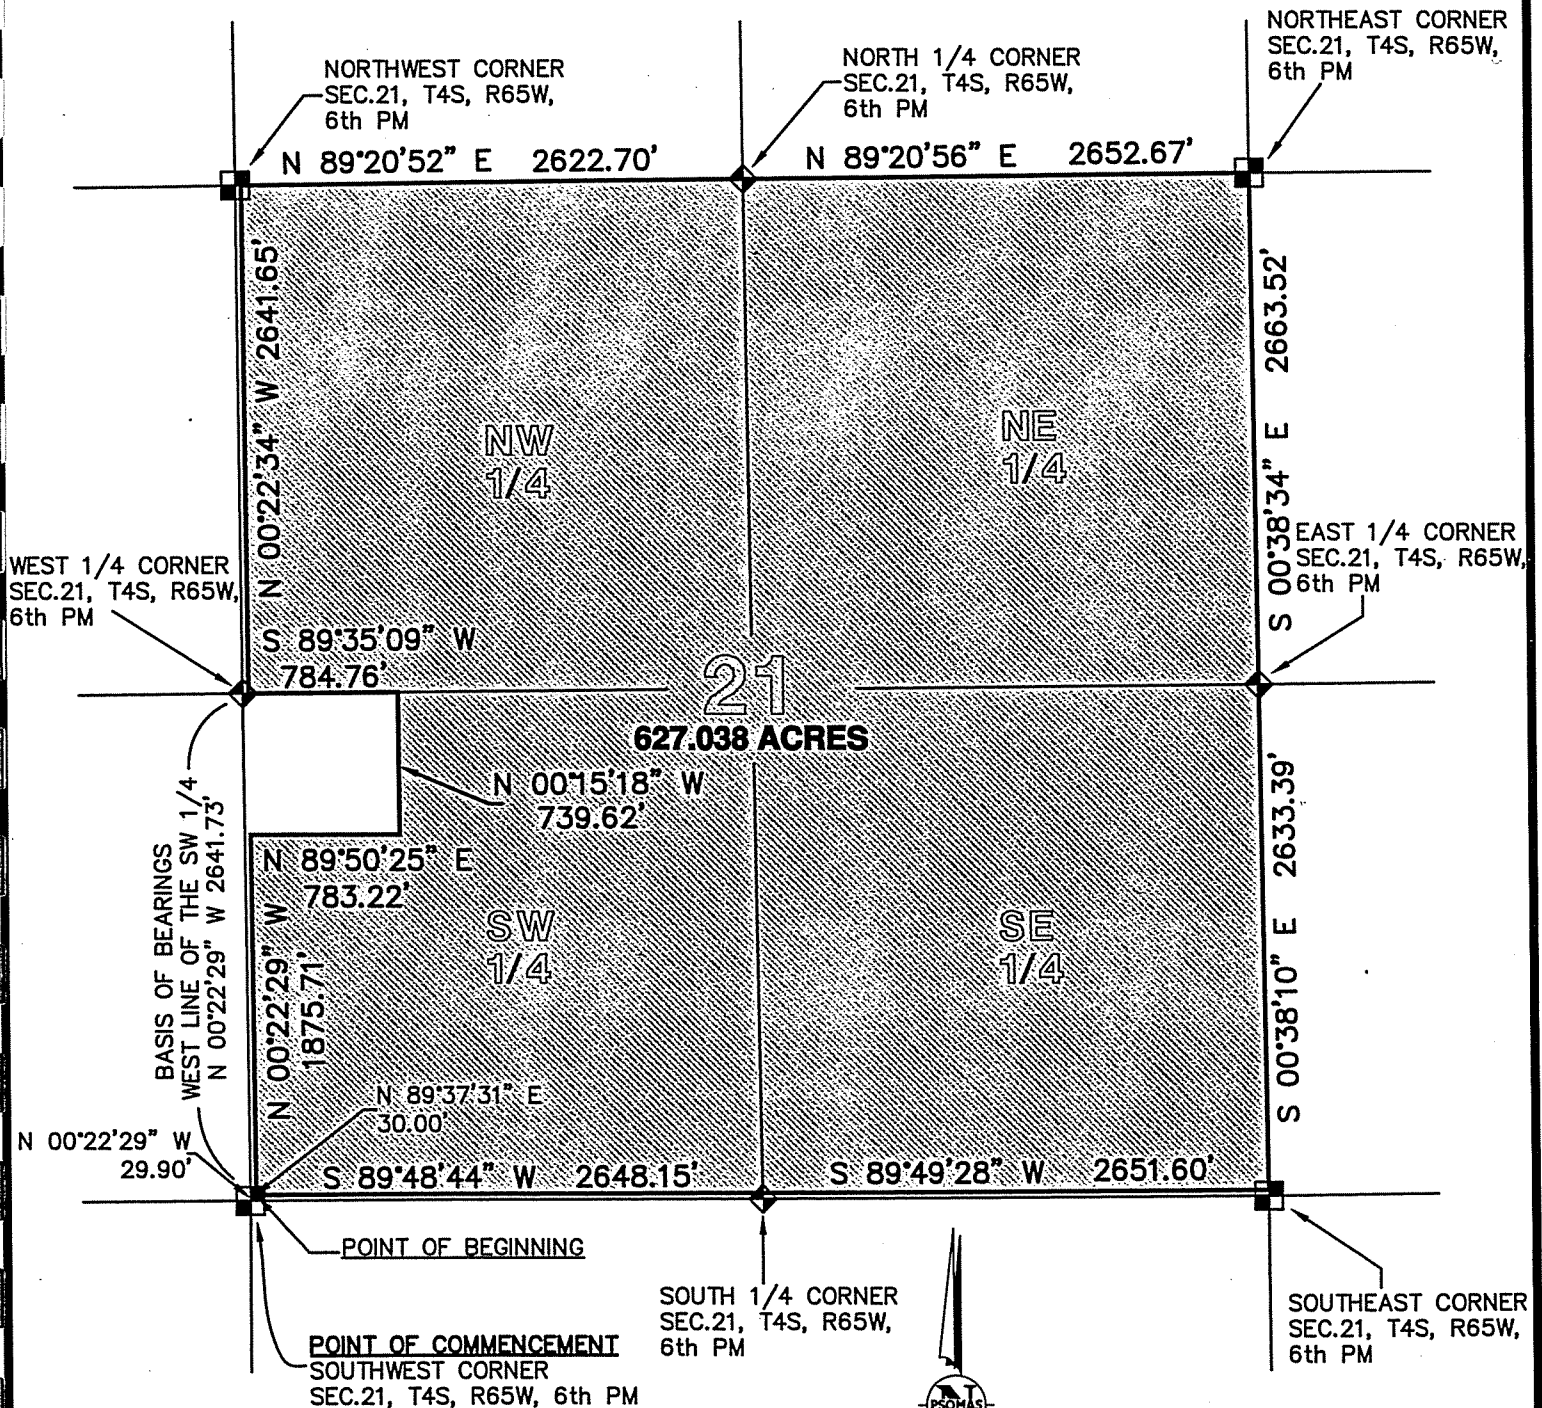 NORTHEAST CORNER
SEC.21, T4S, R65W,
6th PM
NORTH 1/4 CORNER
SEC.21, T4S, R65W,
6th PM
NORTHWEST CORNER
SEC.21, T4S, R65W,
6th PM
N 89°20'52" E 2622.70'
N 89°20'56" E 2652.67'
N 00°22'34" W 2641.65'
S 00°38'34" E 2663.52'
NW
1/4
NE
1/4
WEST 1/4 CORNER
SEC.21, T4S, R65W,
6th PM
EAST 1/4 CORNER
SEC.21, T4S, R65W,
6th PM
S 89°35'09" W
784.76'
21
627.038 ACRES
N 00°15'18" W
739.62'
N 89°50'25" E
783.22'
BASIS OF BEARINGS
WEST LINE OF THE SW 1/4
N 00°22'29" W 2641.73'
N 00°22'29" W
1875.71'
SW
1/4
SE
1/4
S 00°38'10" E 2633.39'
N 89°37'31" E
30.00'
N 00°22'29" W
29.90'
S 89°48'44" W 2648.15'
S 89°49'28" W 2651.60'
POINT OF BEGINNING
SOUTH 1/4 CORNER
SEC.21, T4S, R65W,
6th PM
SOUTHEAST CORNER
SEC.21, T4S, R65W,
6th PM
POINT OF COMMENCEMENT
SOUTHWEST CORNER
SEC.21, T4S, R65W, 6th PM
PSOMAS